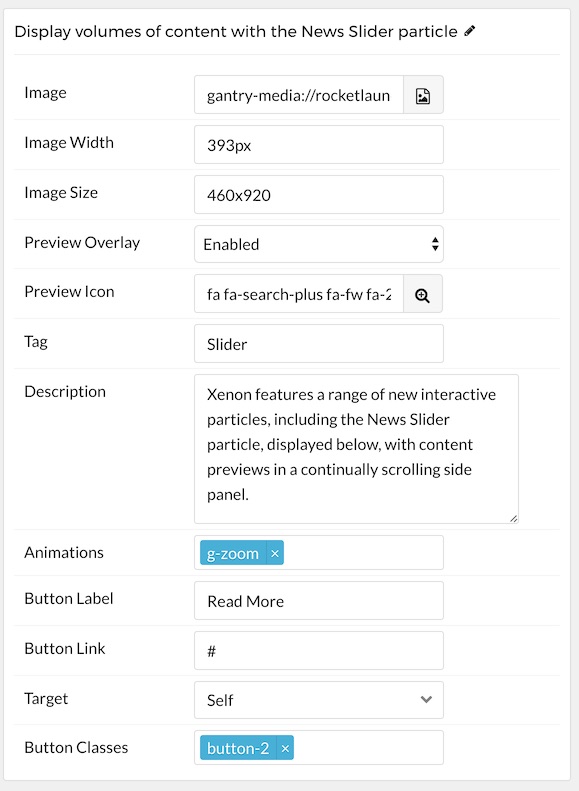 Display volumes of content with the News Slider particle
Image
gantry-media://rocketlaun
Image Width
393px
Image Size
460x920
Preview Overlay
Enabled
Preview Icon
fa fa-search-plus fa-fw fa-2
Tag
Slider
Description
Xenon features a range of new interactive
particles, including the News Slider
particle, displayed below, with content
previews in a continually scrolling side
panel.
Animations
g-zoom ×
Button Label
Read More
Button Link
#
Target
Self
Button Classes
button-2 ×